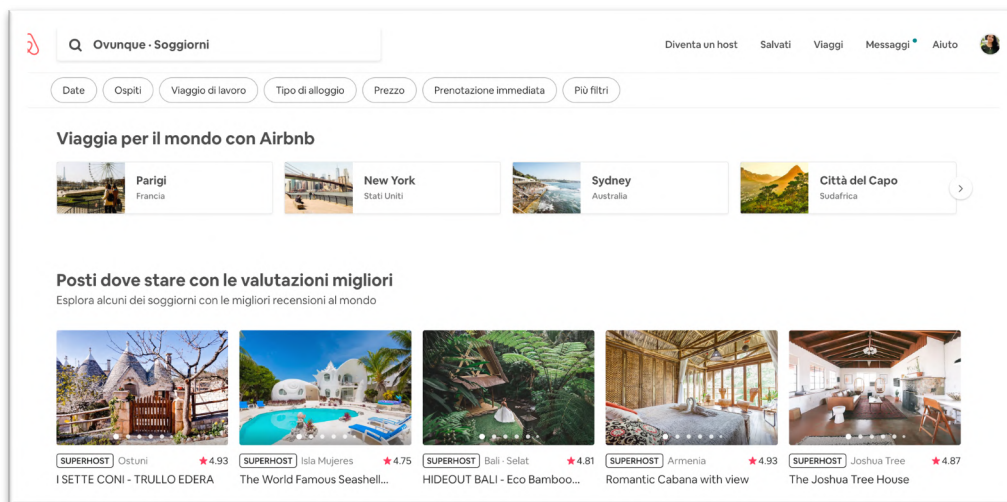 Ovunque · Soggiorni
Diventa un host Salvati Viaggi Messaggi Aiuto
Date Ospiti Viaggio di lavoro Tipo di alloggio Prezzo Prenotazione immediata Più filtri
Viaggia per il mondo con Airbnb
Parigi
Francia
New York
Stati Uniti
Sydney
Australia
Città del Capo
Sudafrica
Posti dove stare con le valutazioni migliori
Esplora alcuni dei soggiorni con le migliori recensioni al mondo
SUPERHOST Ostuni ★4.93
I SETTE CONI - TRULLO EDERA
SUPERHOST Isla Mujeres ★4.75
The World Famous Seashell...
SUPERHOST Bali · Selat ★4.81
HIDEOUT BALI - Eco Bamboo...
SUPERHOST Armenia ★4.93
Romantic Cabana with view
SUPERHOST Joshua Tree ★4.87
The Joshua Tree House